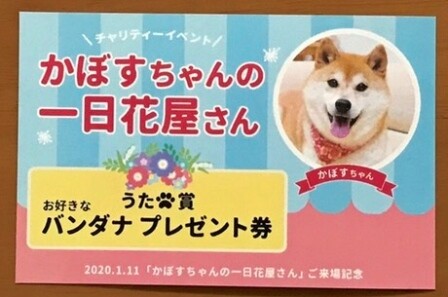 チャリティーイベント
かぼすちゃんの
一日花屋さん
かぼすちゃん
うた賞
お好きな
バンダナ プレゼント券
2020.1.11「かぼすちゃんの一日花屋さん」ご来場記念